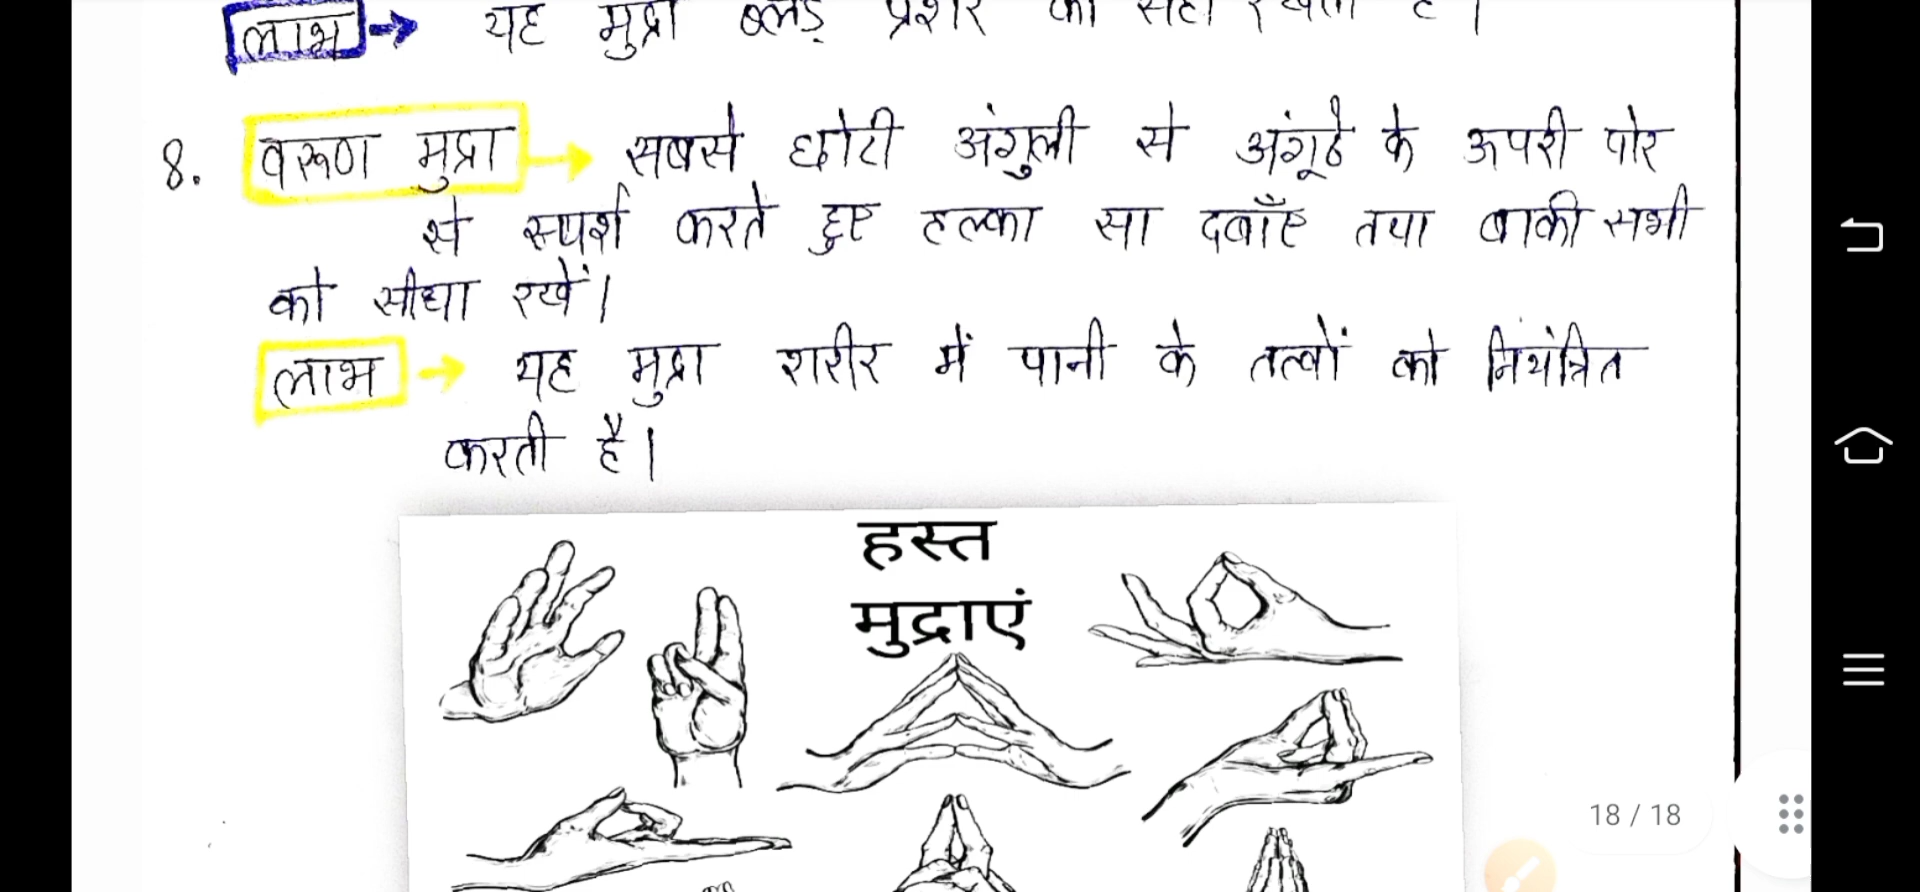 लाभ → यह मुद्रा ब्लड् प्रेशर को सही रखती है।
8. वरूण मुद्रा → सबसे छोटी अंगुली से अंगूठे के ऊपरी पोर
से स्पर्श करते हुए हल्का सा दबाएँ तथा बाकी सभी
को सीधा रखें।
लाभ → यह मुद्रा शरीर में पानी के तत्वों को नियंत्रित
करती है।
हस्त
मुद्राएं
18 / 18